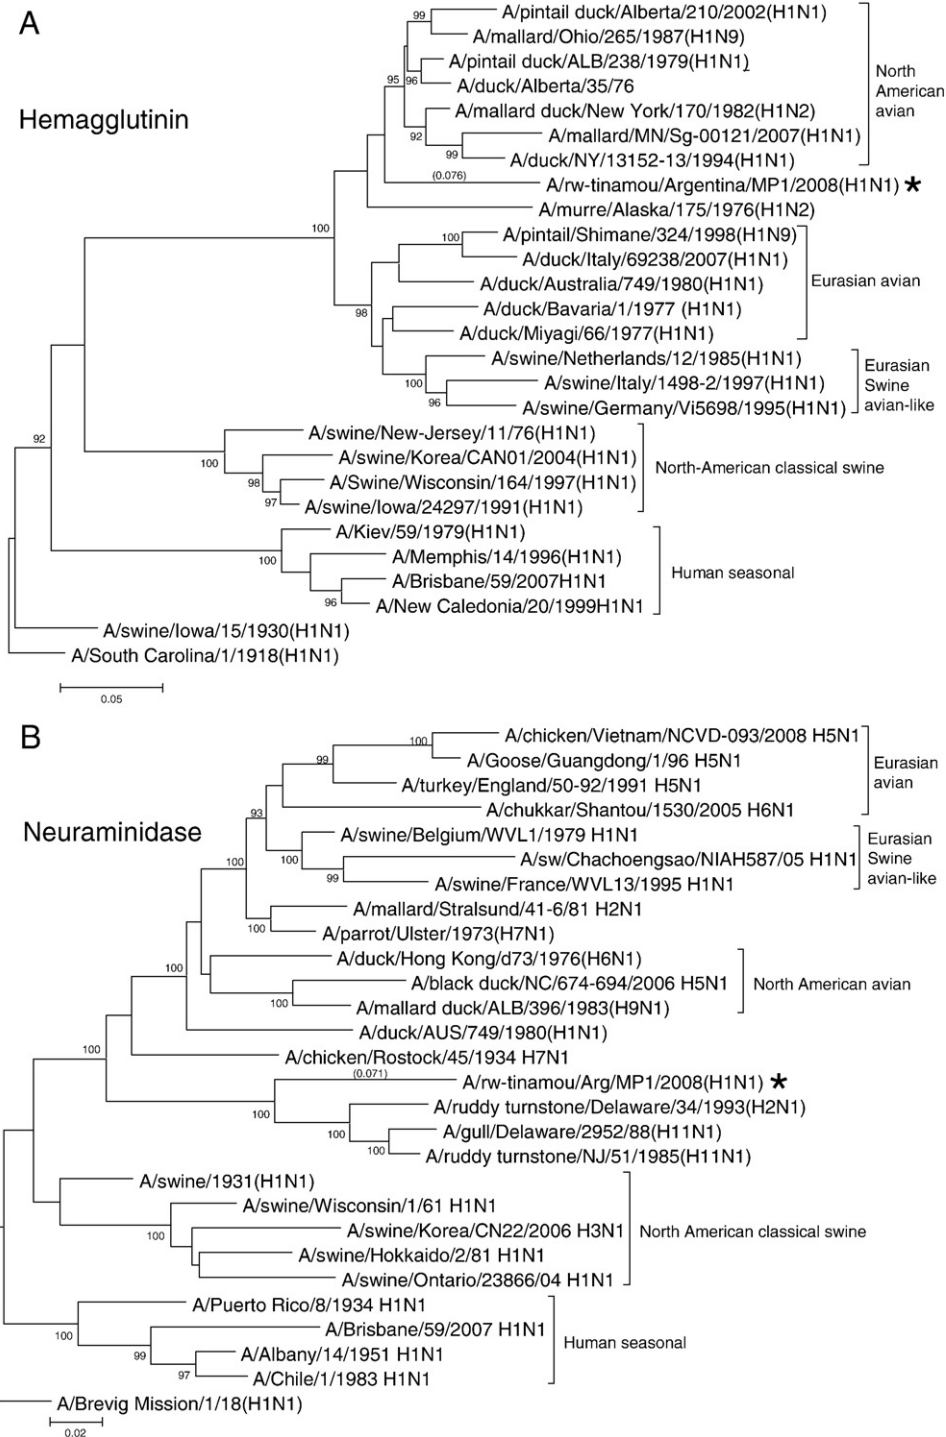 A
Hemagglutinin
99
A/pintail duck/Alberta/210/2002(H1N1)
A/mallard/Ohio/265/1987(H1N9)
95
96
A/pintail duck/ALB/238/1979(H1N1)
A/duck/Alberta/35/76
North
American
avian
A/mallard duck/New York/170/1982(H1N2)
92
A/mallard/MN/Sg-00121/2007(H1N1)
99
A/duck/NY/13152-13/1994(H1N1)
(0.076)
A/rw-tinamou/Argentina/MP1/2008(H1N1) *
A/murre/Alaska/175/1976(H1N2)
100
100
A/pintail/Shimane/324/1998(H1N9)
A/duck/Italy/69238/2007(H1N1)
A/duck/Australia/749/1980(H1N1)
Eurasian avian
98
A/duck/Bavaria/1/1977 (H1N1)
A/duck/Miyagi/66/1977(H1N1)
A/swine/Netherlands/12/1985(H1N1)
100
A/swine/Italy/1498-2/1997(H1N1)
96
A/swine/Germany/Vi5698/1995(H1N1)
Eurasian
Swine
avian-like
92
A/swine/New-Jersey/11/76(H1N1)
100
A/swine/Korea/CAN01/2004(H1N1)
98
A/Swine/Wisconsin/164/1997(H1N1)
97
A/swine/Iowa/24297/1991(H1N1)
North-American classical swine
A/Kiev/59/1979(H1N1)
100
A/Memphis/14/1996(H1N1)
A/Brisbane/59/2007H1N1
96
A/New Caledonia/20/1999H1N1
Human seasonal
A/swine/Iowa/15/1930(H1N1)
A/South Carolina/1/1918(H1N1)
0.05
B
Neuraminidase
100
A/chicken/Vietnam/NCVD-093/2008 H5N1
99
A/Goose/Guangdong/1/96 H5N1
A/turkey/England/50-92/1991 H5N1
A/chukkar/Shantou/1530/2005 H6N1
Eurasian
avian
93
A/swine/Belgium/WVL1/1979 H1N1
100
A/sw/Chachoengsao/NIAH587/05 H1N1
99
A/swine/France/WVL13/1995 H1N1
Eurasian
Swine
avian-like
100
A/mallard/Stralsund/41-6/81 H2N1
100
A/parrot/Ulster/1973(H7N1)
A/duck/Hong Kong/d73/1976(H6N1)
100
A/black duck/NC/674-694/2006 H5N1
100
A/mallard duck/ALB/396/1983(H9N1)
North American avian
A/duck/AUS/749/1980(H1N1)
100
A/chicken/Rostock/45/1934 H7N1
(0.071)
A/rw-tinamou/Arg/MP1/2008(H1N1) *
100
A/ruddy turnstone/Delaware/34/1993(H2N1)
100
A/gull/Delaware/2952/88(H11N1)
100
A/ruddy turnstone/NJ/51/1985(H11N1)
A/swine/1931(H1N1)
A/swine/Wisconsin/1/61 H1N1
100
A/swine/Korea/CN22/2006 H3N1
A/swine/Hokkaido/2/81 H1N1
A/swine/Ontario/23866/04 H1N1
North American classical swine
A/Puerto Rico/8/1934 H1N1
100
A/Brisbane/59/2007 H1N1
99
A/Albany/14/1951 H1N1
97
A/Chile/1/1983 H1N1
Human seasonal
A/Brevig Mission/1/18(H1N1)
0.02